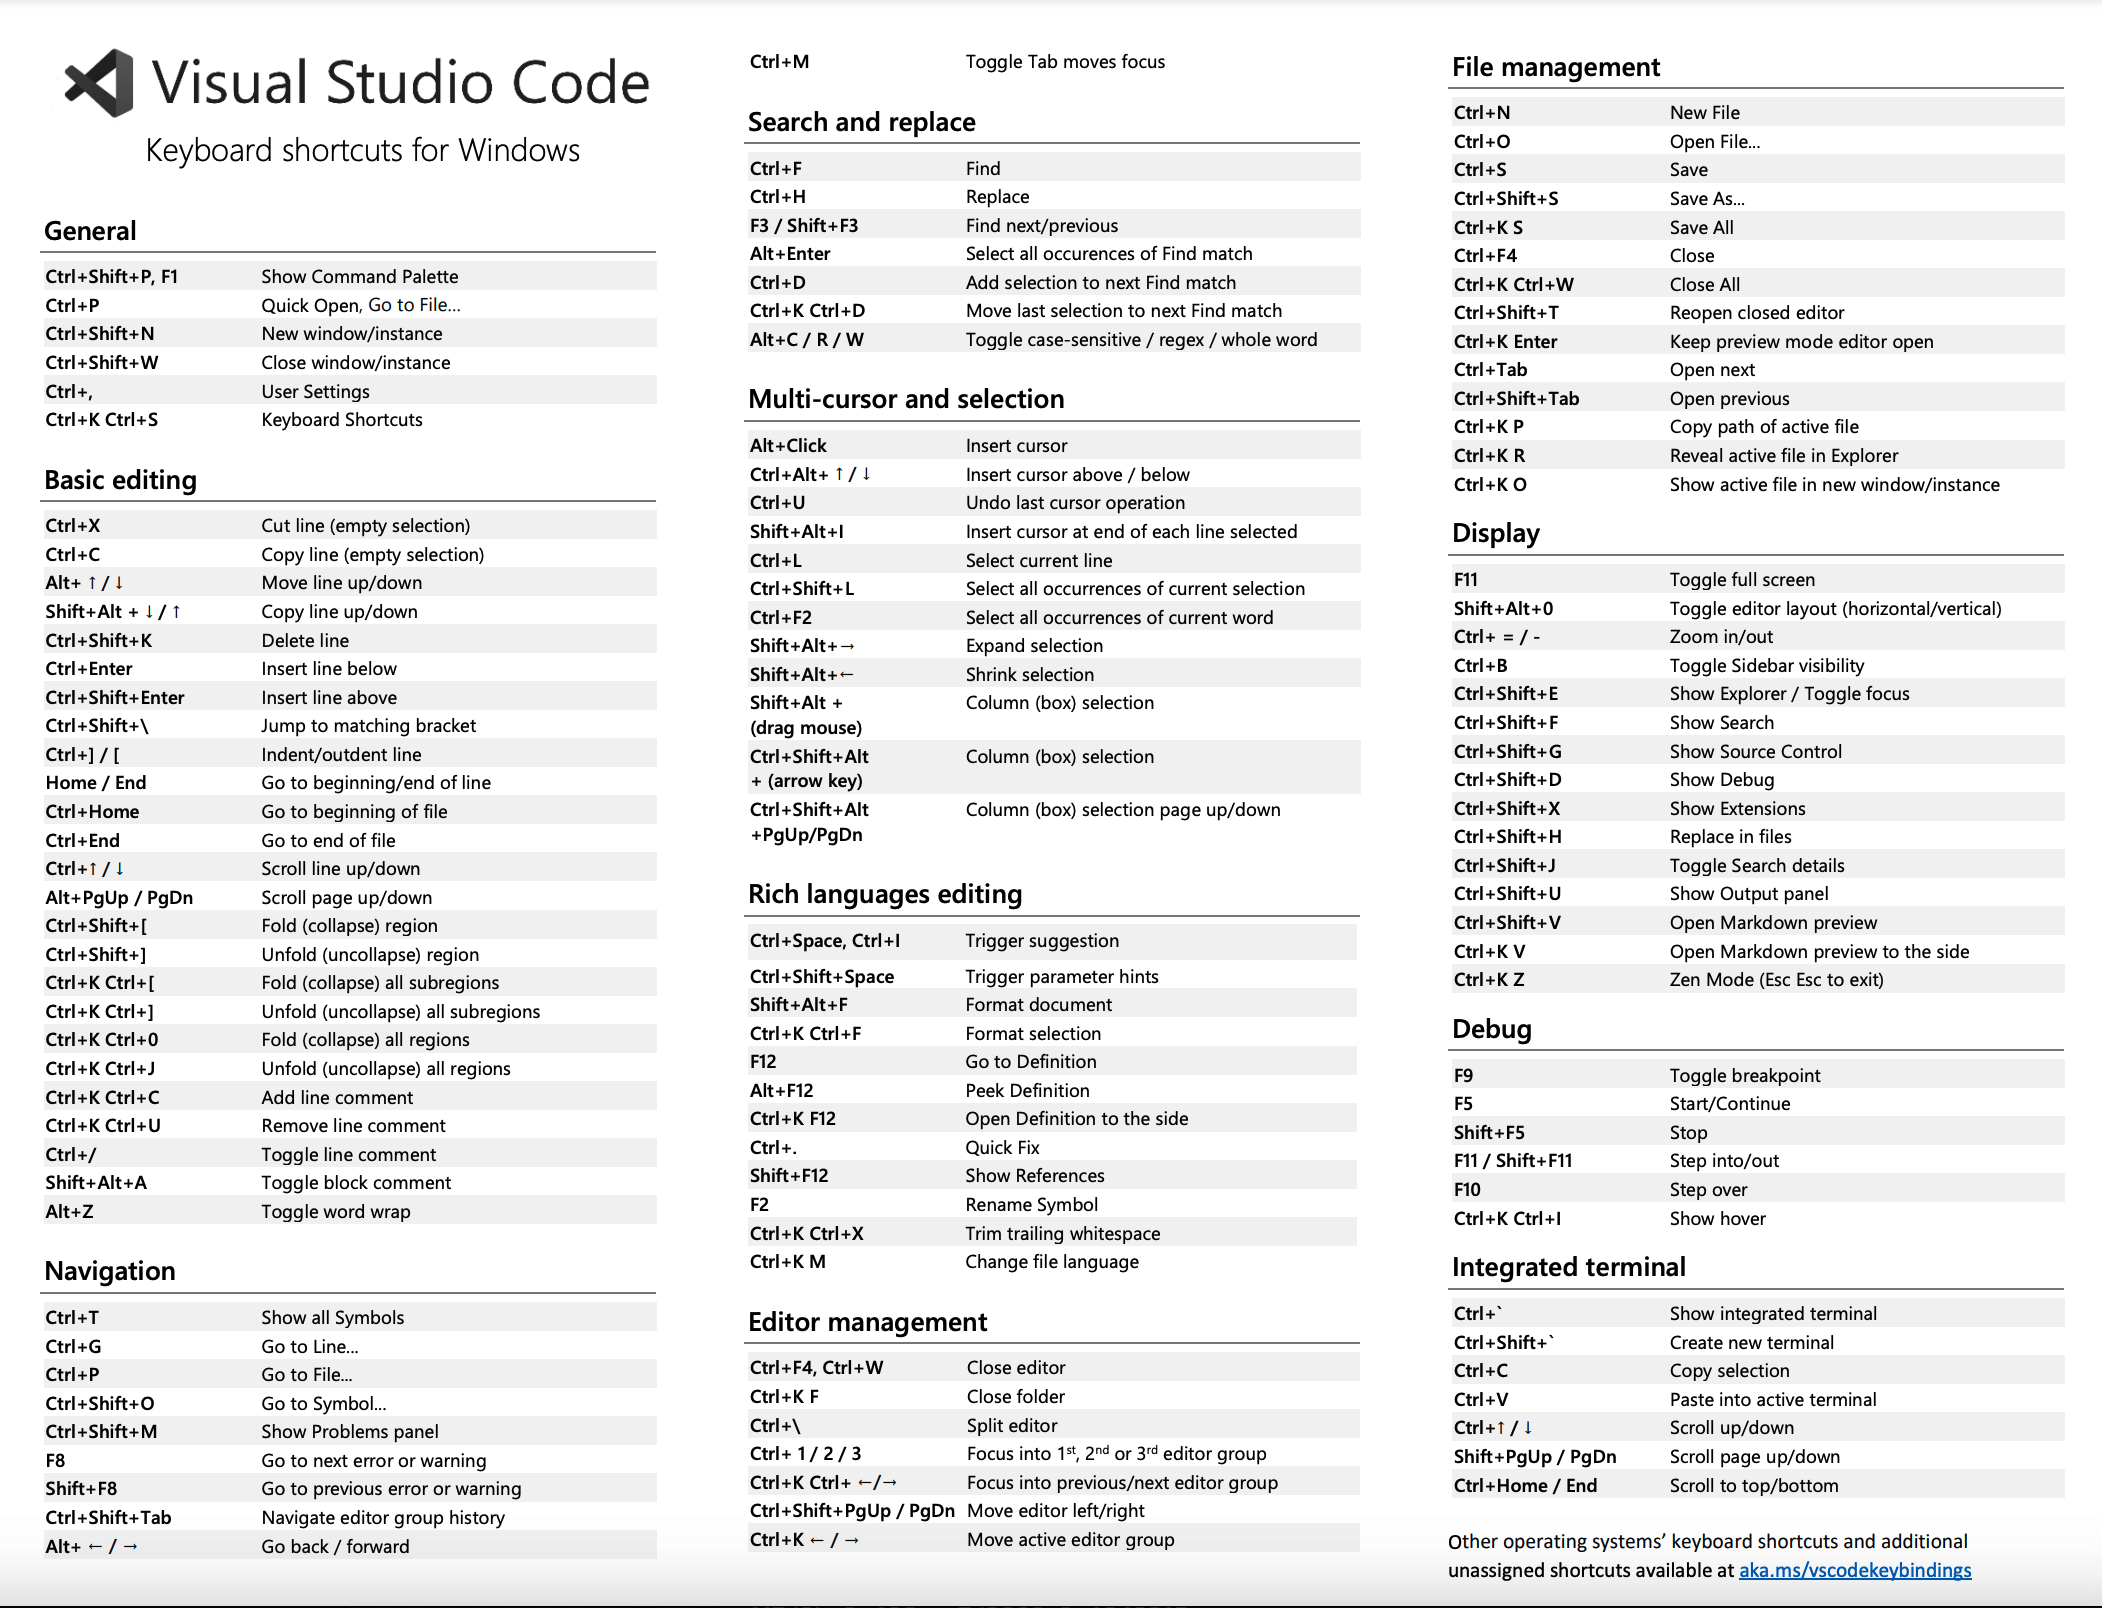 Visual Studio Code
Keyboard shortcuts for Windows
General
Ctrl+Shift+P, F1 Show Command Palette
Ctrl+P Quick Open, Go to File...
Ctrl+Shift+N New window/instance
Ctrl+Shift+W Close window/instance
Ctrl+, User Settings
Ctrl+K Ctrl+S Keyboard Shortcuts
Basic editing
Ctrl+X Cut line (empty selection)
Ctrl+C Copy line (empty selection)
Alt+ ↑ / ↓ Move line up/down
Shift+Alt + ↓ / ↑ Copy line up/down
Ctrl+Shift+K Delete line
Ctrl+Enter Insert line below
Ctrl+Shift+Enter Insert line above
Ctrl+Shift+\ Jump to matching bracket
Ctrl+] / [ Indent/outdent line
Home / End Go to beginning/end of line
Ctrl+Home Go to beginning of file
Ctrl+End Go to end of file
Ctrl+↑ / ↓ Scroll line up/down
Alt+PgUp / PgDn Scroll page up/down
Ctrl+Shift+[ Fold (collapse) region
Ctrl+Shift+] Unfold (uncollapse) region
Ctrl+K Ctrl+[ Fold (collapse) all subregions
Ctrl+K Ctrl+] Unfold (uncollapse) all subregions
Ctrl+K Ctrl+0 Fold (collapse) all regions
Ctrl+K Ctrl+J Unfold (uncollapse) all regions
Ctrl+K Ctrl+C Add line comment
Ctrl+K Ctrl+U Remove line comment
Ctrl+/ Toggle line comment
Shift+Alt+A Toggle block comment
Alt+Z Toggle word wrap
Navigation
Ctrl+T Show all Symbols
Ctrl+G Go to Line...
Ctrl+P Go to File...
Ctrl+Shift+O Go to Symbol...
Ctrl+Shift+M Show Problems panel
F8 Go to next error or warning
Shift+F8 Go to previous error or warning
Ctrl+Shift+Tab Navigate editor group history
Alt+ ← / → Go back / forward
Ctrl+M Toggle Tab moves focus
Search and replace
Ctrl+F Find
Ctrl+H Replace
F3 / Shift+F3 Find next/previous
Alt+Enter Select all occurences of Find match
Ctrl+D Add selection to next Find match
Ctrl+K Ctrl+D Move last selection to next Find match
Alt+C / R / W Toggle case-sensitive / regex / whole word
Multi-cursor and selection
Alt+Click Insert cursor
Ctrl+Alt+ ↑ / ↓ Insert cursor above / below
Ctrl+U Undo last cursor operation
Shift+Alt+I Insert cursor at end of each line selected
Ctrl+L Select current line
Ctrl+Shift+L Select all occurrences of current selection
Ctrl+F2 Select all occurrences of current word
Shift+Alt+→ Expand selection
Shift+Alt+← Shrink selection
Shift+Alt + Column (box) selection
(drag mouse)
Ctrl+Shift+Alt Column (box) selection
+ (arrow key)
Ctrl+Shift+Alt Column (box) selection page up/down
+PgUp/PgDn
Rich languages editing
Ctrl+Space, Ctrl+I Trigger suggestion
Ctrl+Shift+Space Trigger parameter hints
Shift+Alt+F Format document
Ctrl+K Ctrl+F Format selection
F12 Go to Definition
Alt+F12 Peek Definition
Ctrl+K F12 Open Definition to the side
Ctrl+. Quick Fix
Shift+F12 Show References
F2 Rename Symbol
Ctrl+K Ctrl+X Trim trailing whitespace
Ctrl+K M Change file language
Editor management
Ctrl+F4, Ctrl+W Close editor
Ctrl+K F Close folder
Ctrl+\ Split editor
Ctrl+ 1 / 2 / 3 Focus into 1st, 2nd or 3rd editor group
Ctrl+K Ctrl+ ←/→ Focus into previous/next editor group
Ctrl+Shift+PgUp / PgDn Move editor left/right
Ctrl+K ← / → Move active editor group
File management
Ctrl+N New File
Ctrl+O Open File...
Ctrl+S Save
Ctrl+Shift+S Save As...
Ctrl+K S Save All
Ctrl+F4 Close
Ctrl+K Ctrl+W Close All
Ctrl+Shift+T Reopen closed editor
Ctrl+K Enter Keep preview mode editor open
Ctrl+Tab Open next
Ctrl+Shift+Tab Open previous
Ctrl+K P Copy path of active file
Ctrl+K R Reveal active file in Explorer
Ctrl+K O Show active file in new window/instance
Display
F11 Toggle full screen
Shift+Alt+0 Toggle editor layout (horizontal/vertical)
Ctrl+ = / - Zoom in/out
Ctrl+B Toggle Sidebar visibility
Ctrl+Shift+E Show Explorer / Toggle focus
Ctrl+Shift+F Show Search
Ctrl+Shift+G Show Source Control
Ctrl+Shift+D Show Debug
Ctrl+Shift+X Show Extensions
Ctrl+Shift+H Replace in files
Ctrl+Shift+J Toggle Search details
Ctrl+Shift+U Show Output panel
Ctrl+Shift+V Open Markdown preview
Ctrl+K V Open Markdown preview to the side
Ctrl+K Z Zen Mode (Esc Esc to exit)
Debug
F9 Toggle breakpoint
F5 Start/Continue
Shift+F5 Stop
F11 / Shift+F11 Step into/out
F10 Step over
Ctrl+K Ctrl+I Show hover
Integrated terminal
Ctrl+` Show integrated terminal
Ctrl+Shift+` Create new terminal
Ctrl+C Copy selection
Ctrl+V Paste into active terminal
Ctrl+↑ / ↓ Scroll up/down
Shift+PgUp / PgDn Scroll page up/down
Ctrl+Home / End Scroll to top/bottom
Other operating systems’ keyboard shortcuts and additional
unassigned shortcuts available at aka.ms/vscodekeybindings